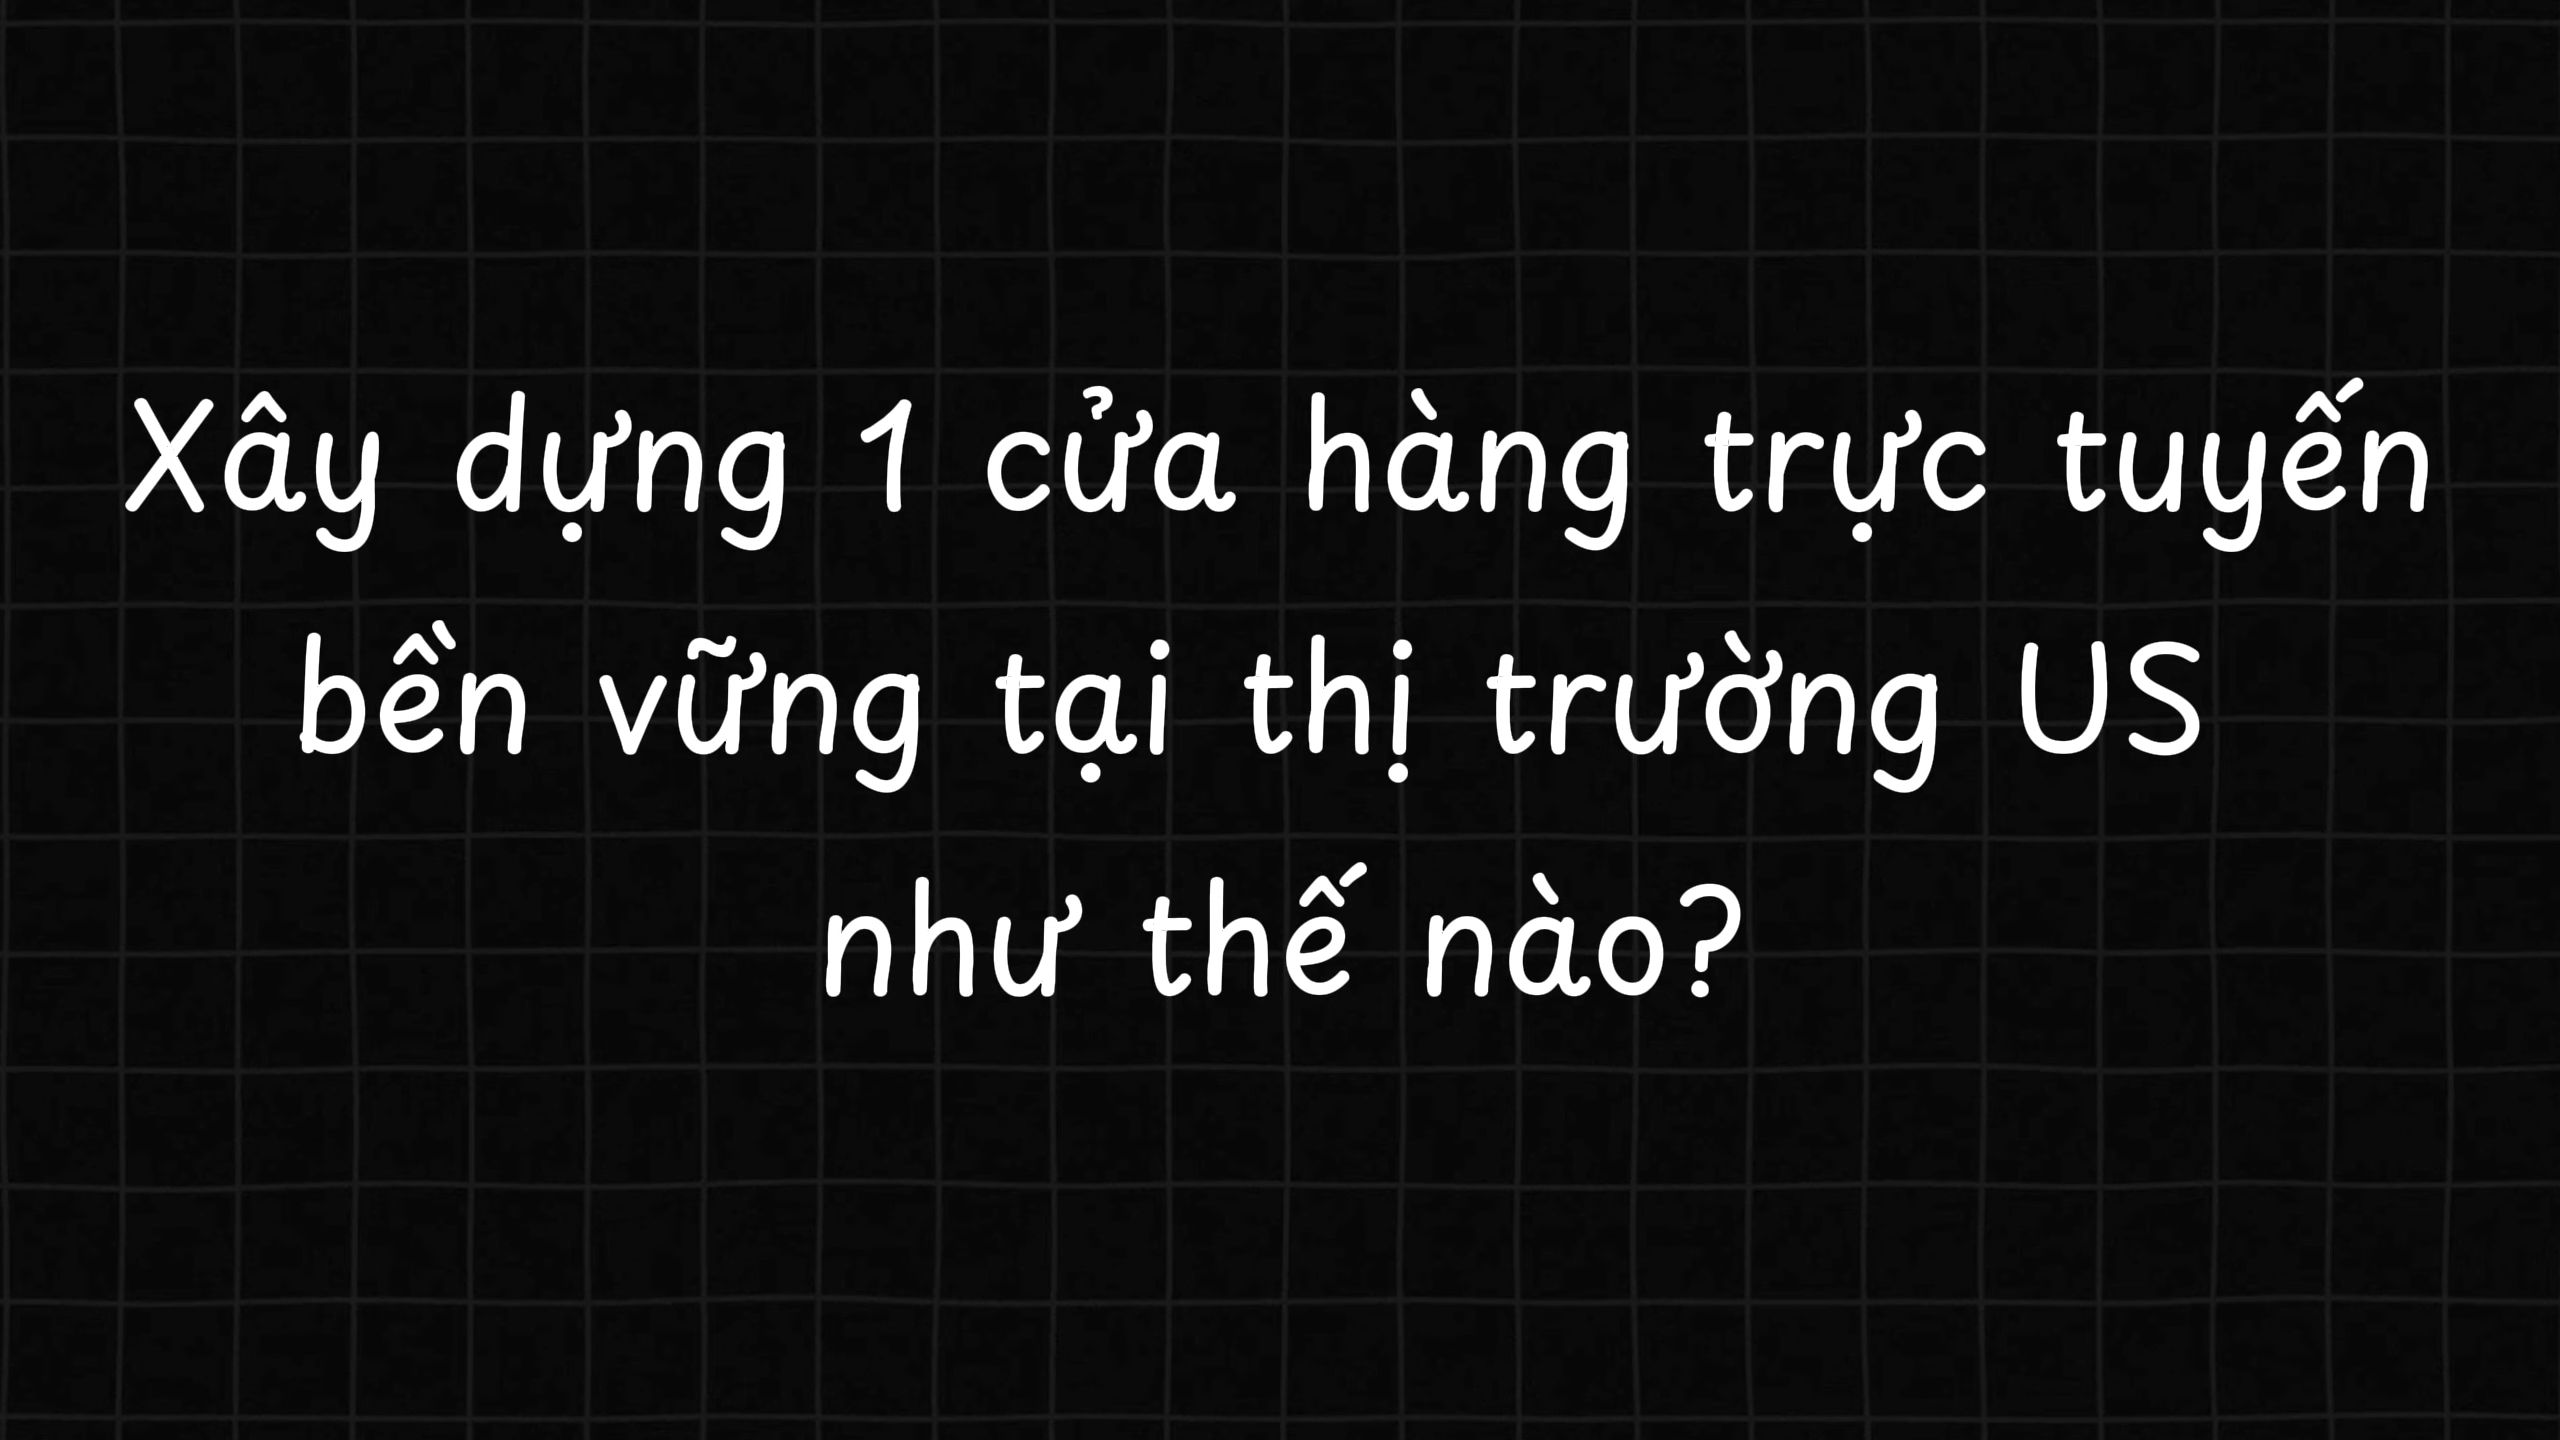 Xây dựng 1 cửa hàng trực tuyến
bền vững tại thị trường US
như thế nào?